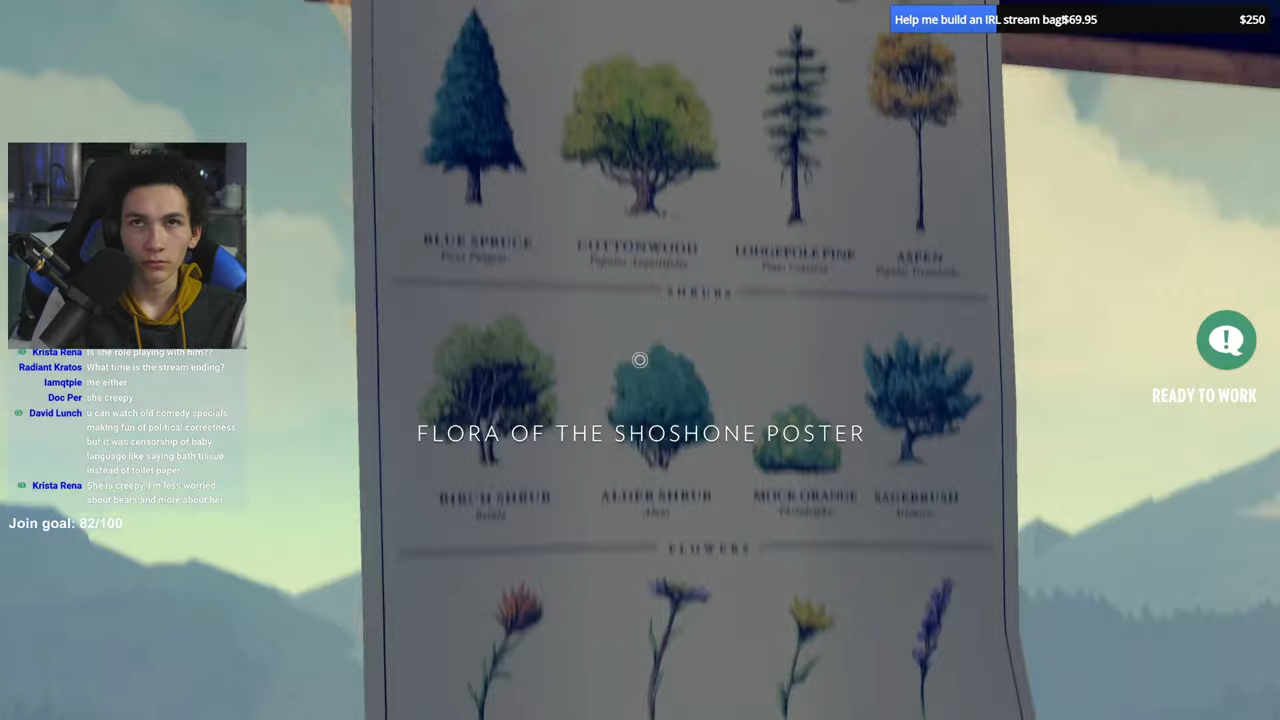 Help me build an IRL stream bag! $69.95 $250
BLUE SPRUCE COTTONWOOD LODGEPOLE PINE ASPEN
SHRUBS
READY TO WORK
Krista Rena Is she role playing with him??
Radiant Kratos What time is the stream ending?
Iamqtpie me either
Doc Per she creepy
David Lunch u can watch old comedy specials
making fun of political correctness
but it was censorship of baby
language like saying bath tissue
instead of toilet paper
Krista Rena She is creepy. I'm less worried
about bears and more about her
Join goal: 82/100
FLORA OF THE SHOSHONE POSTER
BIRCH SHRUB ALDER SHRUB MOCK ORANGE SAGEBRUSH
FLOWERS